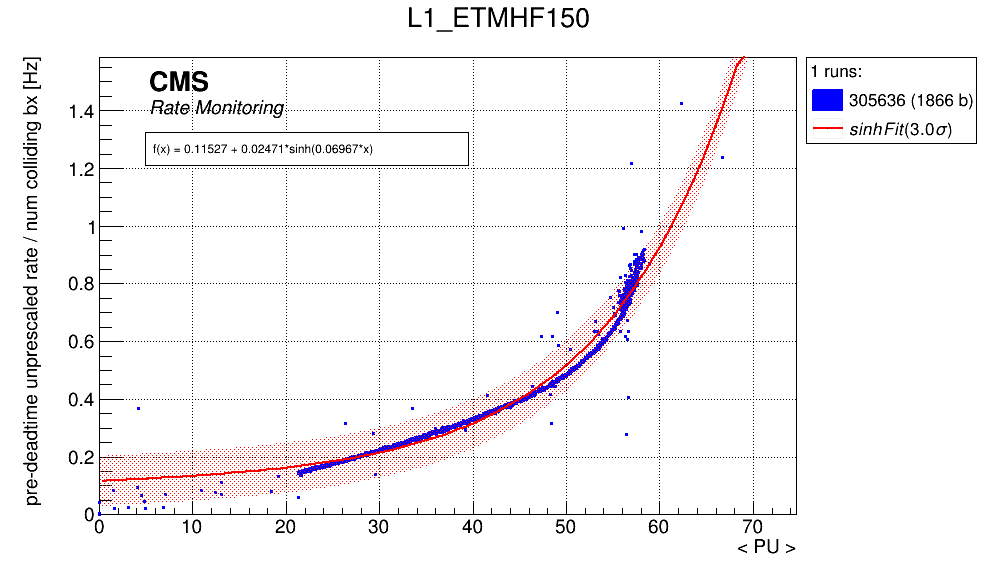 L1_ETMHF150
pre-deadtime unprescaled rate / num colliding bx [Hz]
CMS
Rate Monitoring
f(x) = 0.11527 + 0.02471*sinh(0.06967*x)
1.4
1.2
1
0.8
0.6
0.4
0.2
0
0 10 20 30 40 50 60 70
< PU >
1 runs:
305636 (1866 b)
sinhFit(3.0σ)